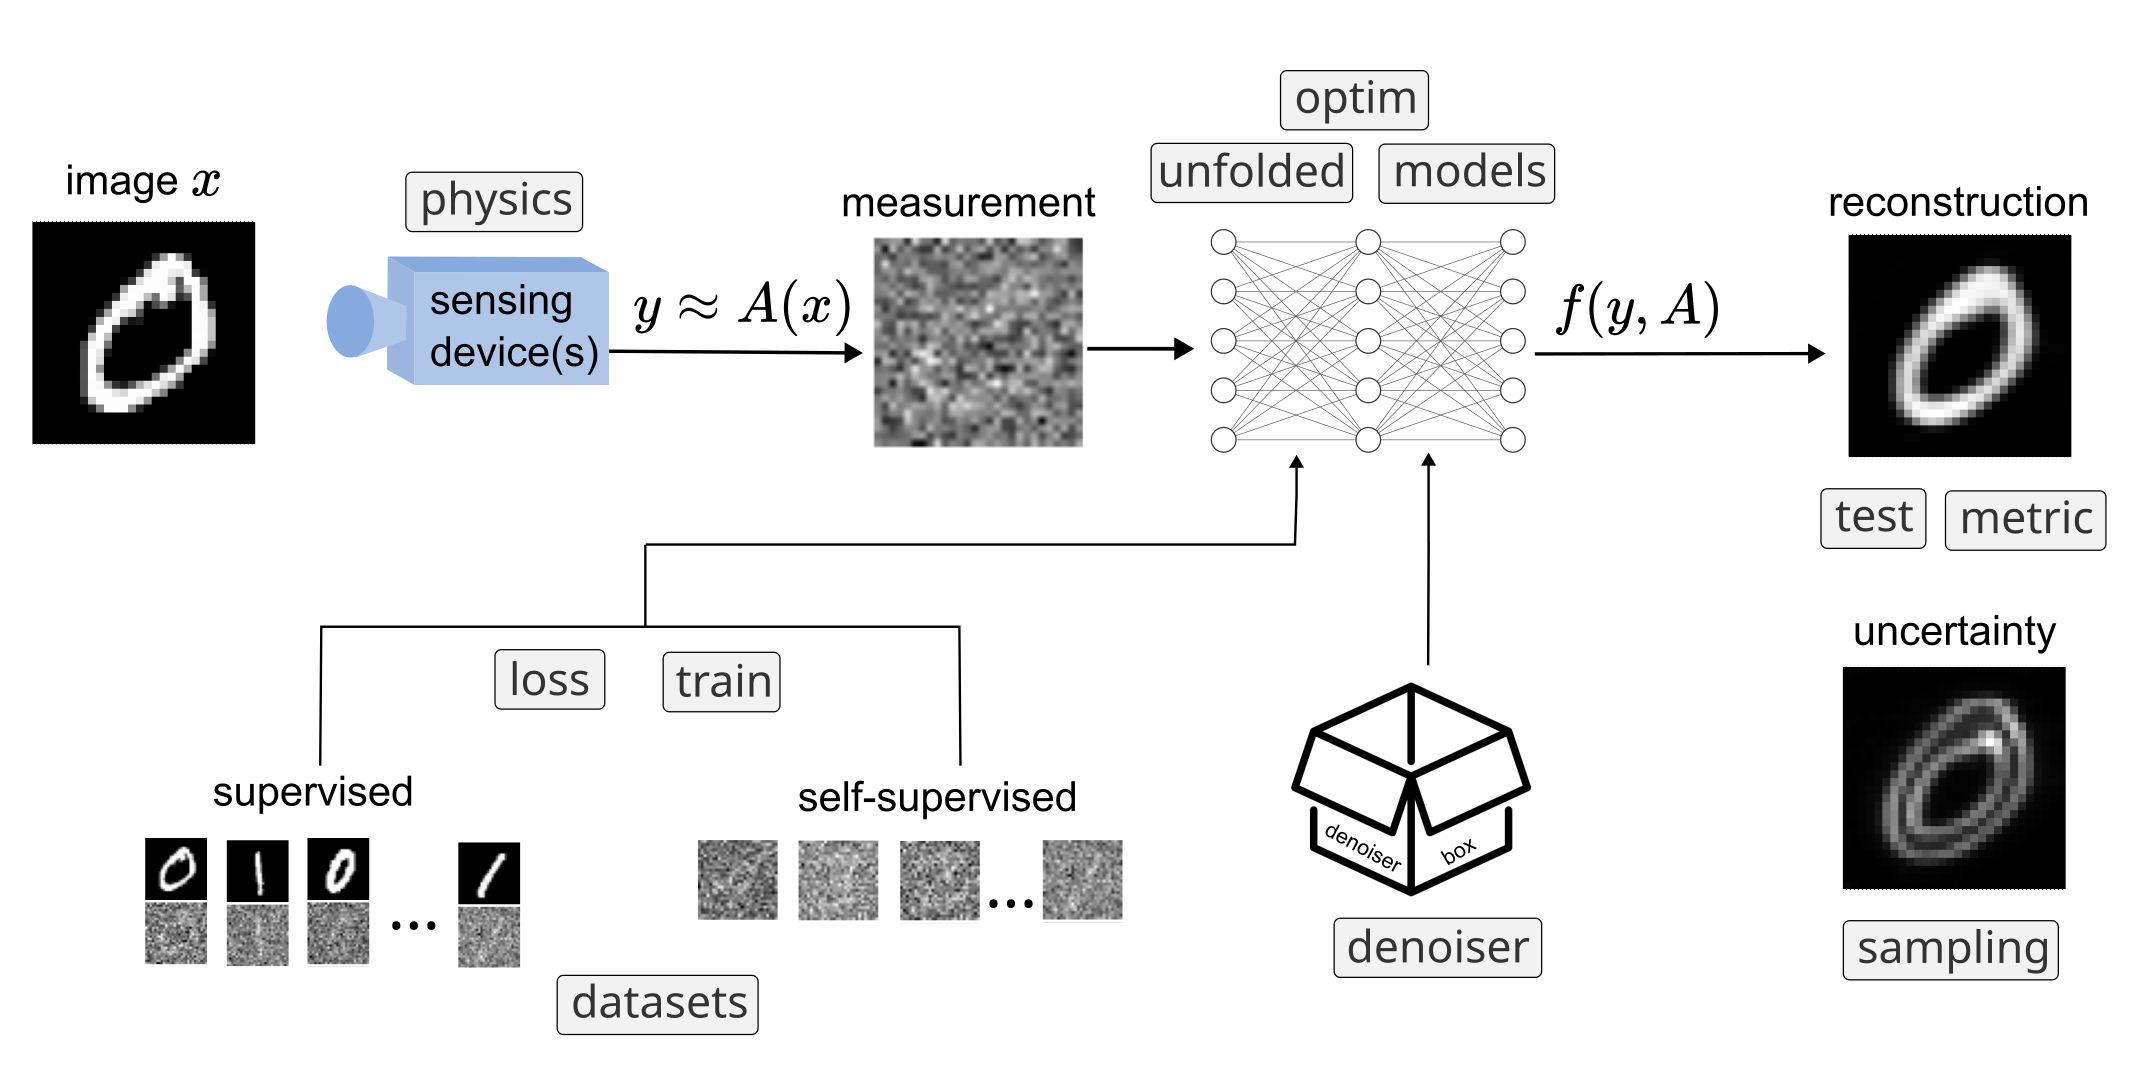 optim
unfolded
models
image x
physics
measurement
reconstruction
sensing
device(s)
y ≈ A(x)
f(y, A)
test
metric
uncertainty
loss
train
supervised
self-supervised
...
...
denoiser
box
denoiser
sampling
datasets